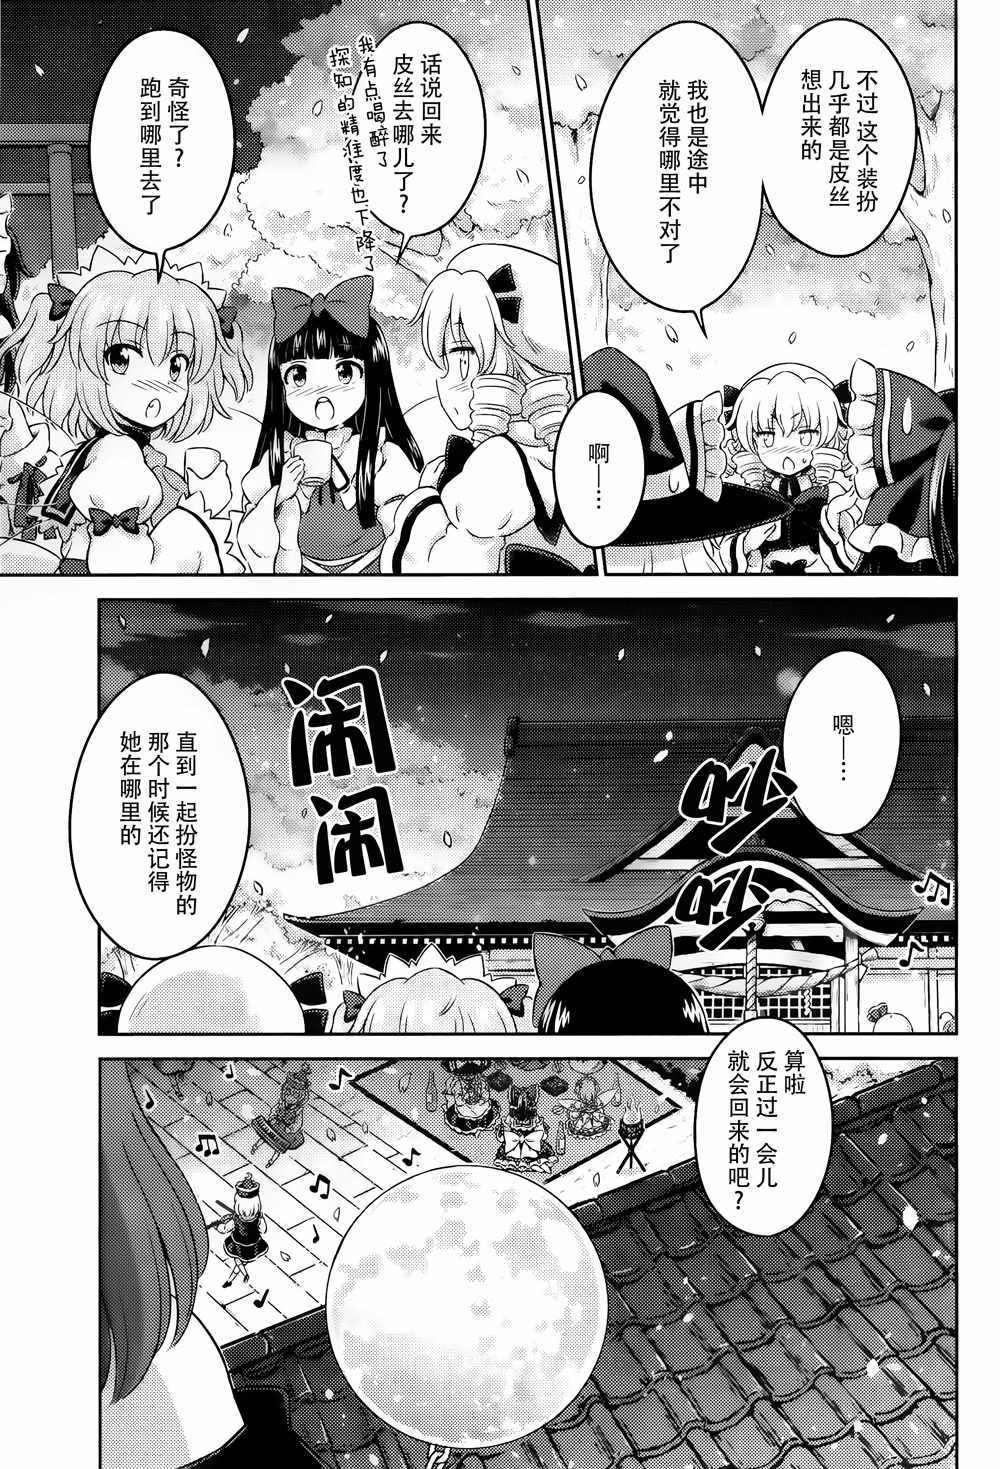 不过 这个装扮
几乎都是皮丝
想出来的
我也是途中
就觉得哪里不对了
话说回来
皮丝去哪儿了?
我有点喝醉了
探知的精准度也下降了
奇怪了?
跑到哪里去了
啊——…
嗯——…
吵
吵
闹
闹
直到一起扮怪物的
那个时候还记得
她在哪里的
算啦
反正过一会儿
就会回来的吧?